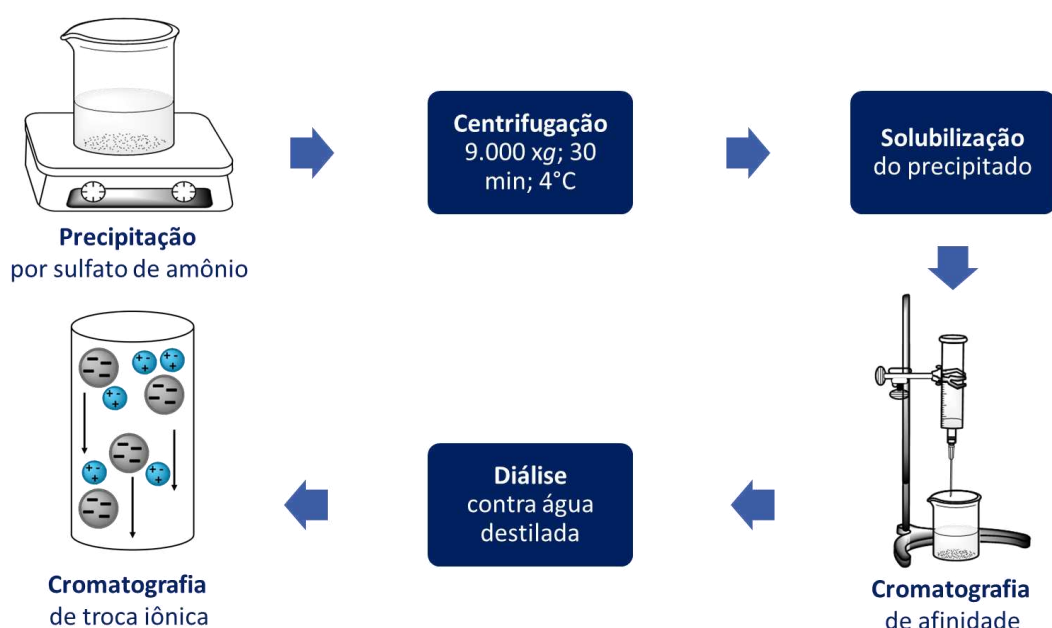 Precipitação
por sulfato de amônio
Centrifugação
9.000 xg; 30
min; 4°C
Solubilização
do precipitado
Cromatografia
de afinidade
Diálise
contra água
destilada
Cromatografia
de troca iônica